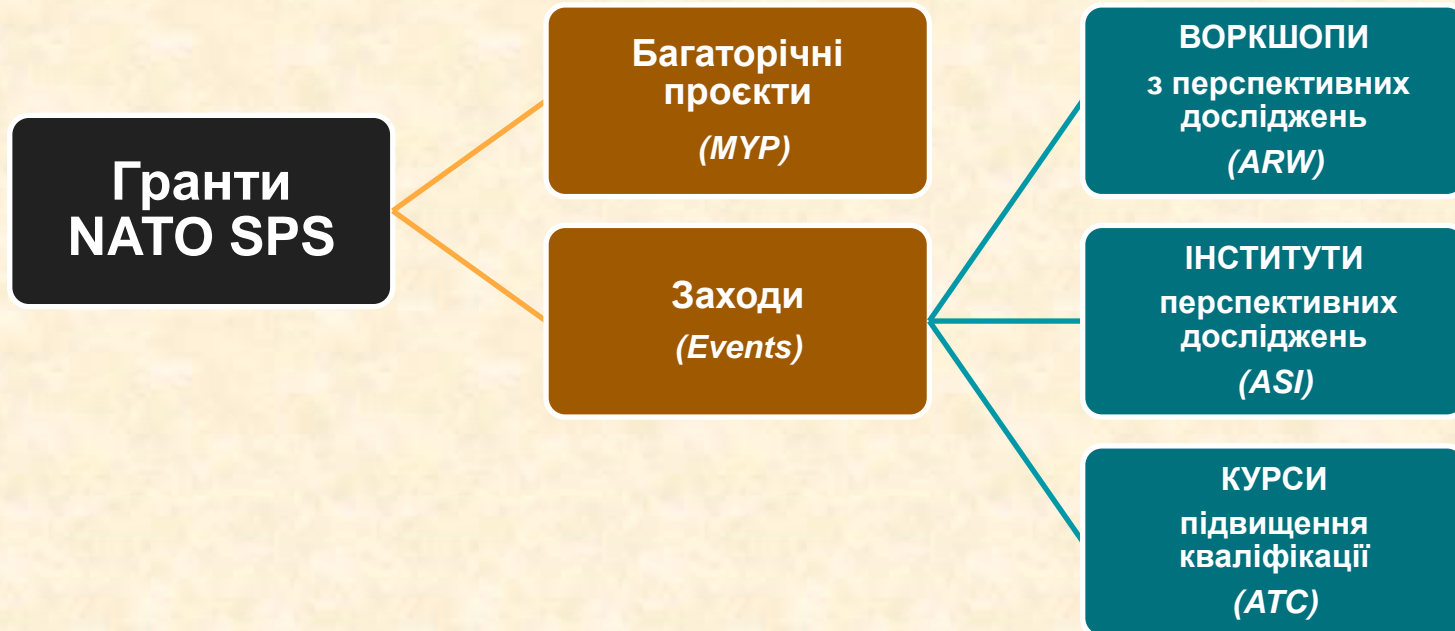 Гранти
NATO SPS
Багаторічні
проєкти
(MYP)
Заходи
(Events)
ВОРКШОПИ
з перспективних
досліджень
(ARW)
ІНСТИТУТИ
перспективних
досліджень
(ASI)
КУРСИ
підвищення
кваліфікації
(ATC)